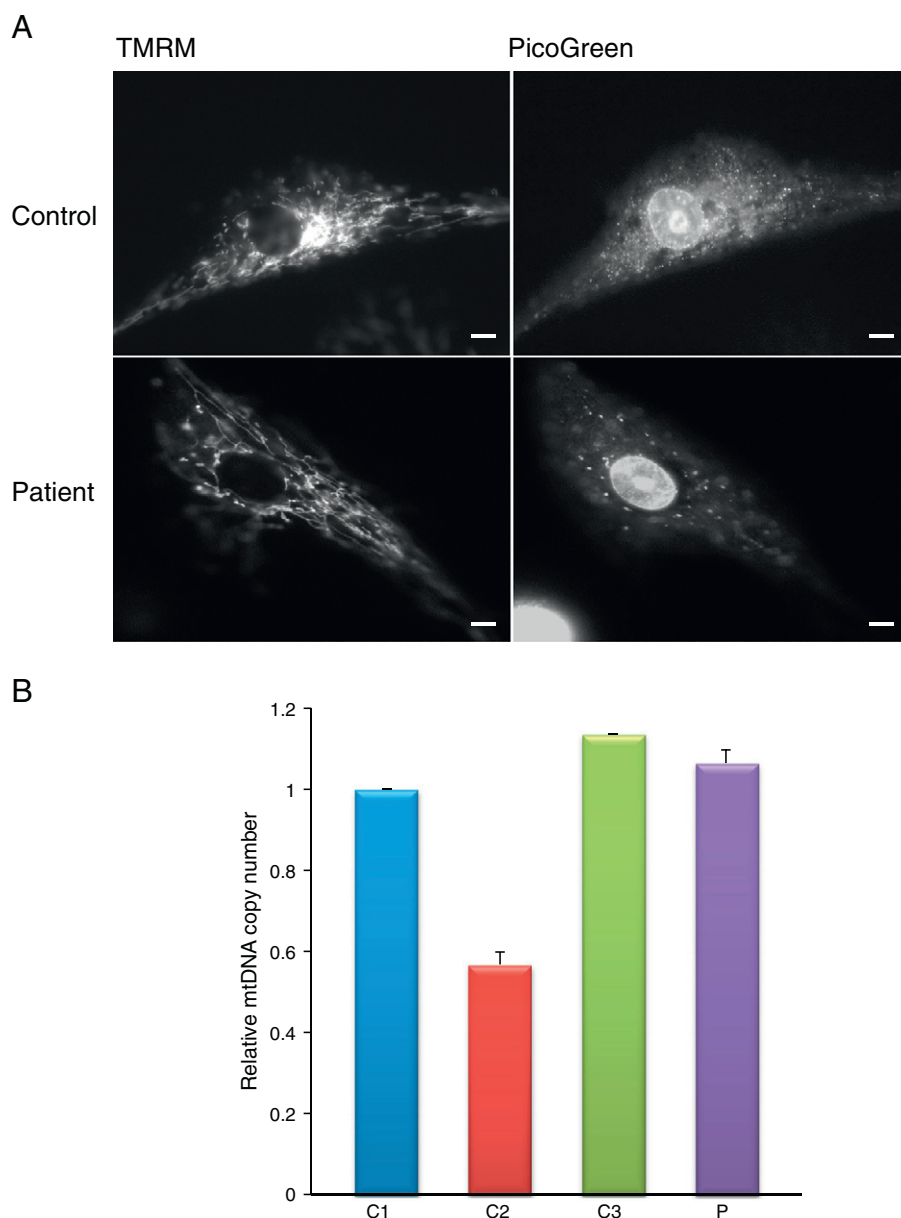 A
TMRM PicoGreen
Control
Patient
B
Relative mtDNA copy number
1.2
1
0.8
0.6
0.4
0.2
0
C1 C2 C3 P